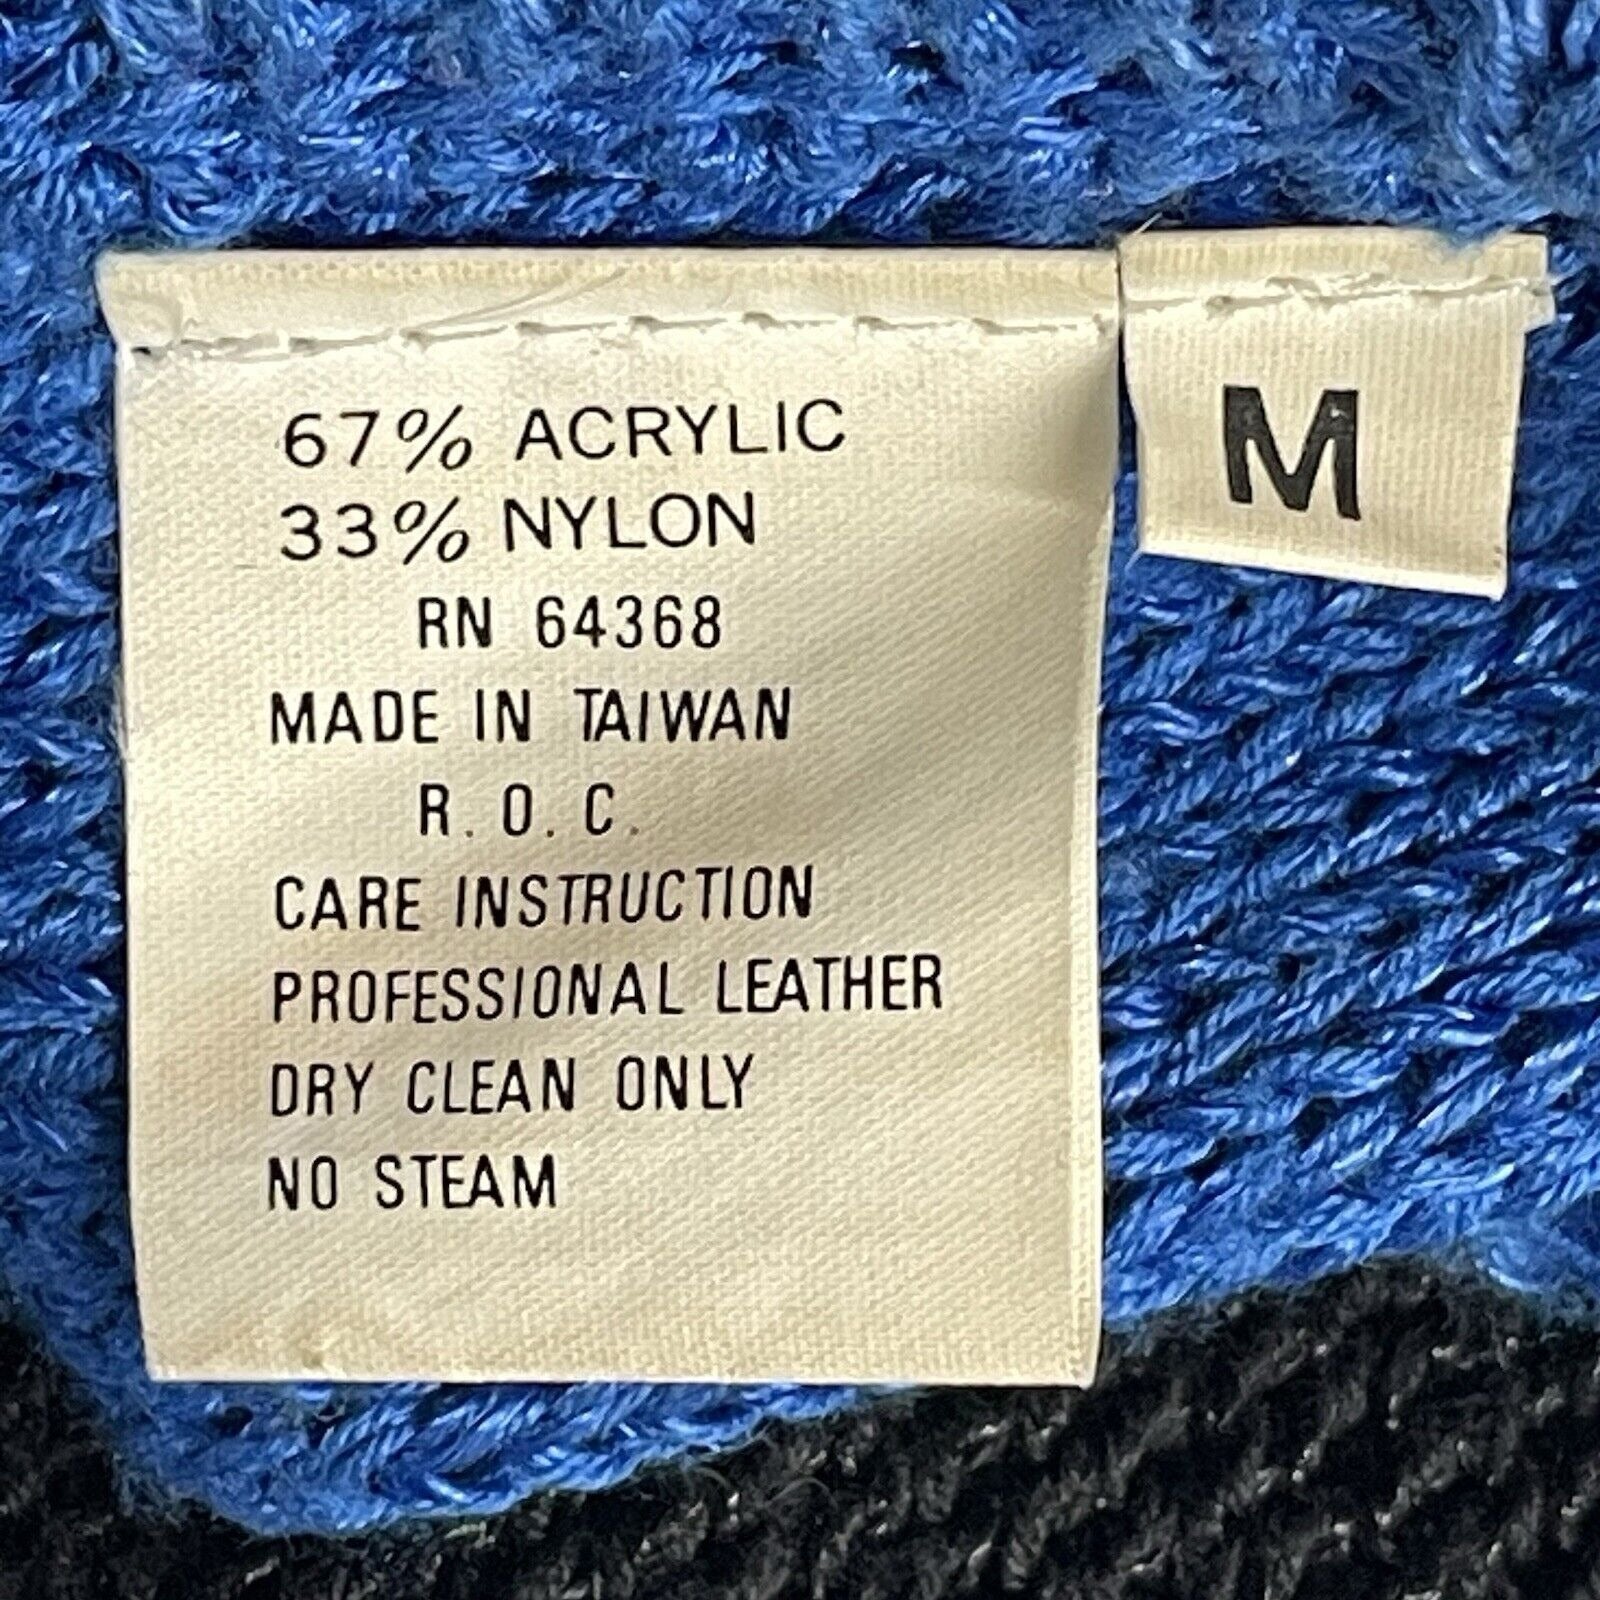 67% ACRYLIC
33% NYLON
RN 64368
MADE IN TAIWAN
R.O.C.
CARE INSTRUCTION
PROFESSIONAL LEATHER
DRY CLEAN ONLY
NO STEAM
M